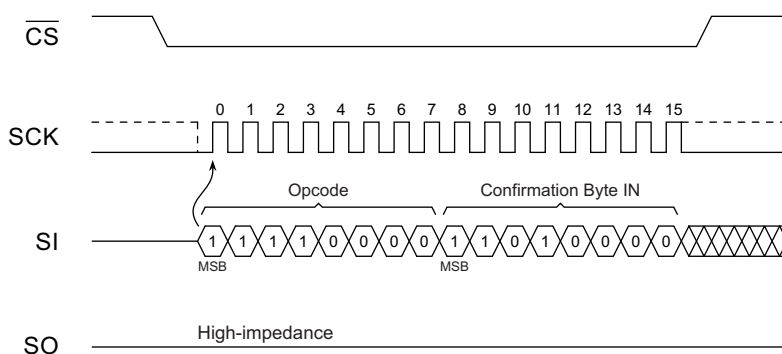 CS
0 1 2 3 4 5 6 7 8 9 10 11 12 13 14 15
SCK
Opcode Confirmation Byte IN
SI 1 1 1 1 0 0 0 0 1 1 0 1 0 0 0 0
MSB MSB
High-impedance
SO